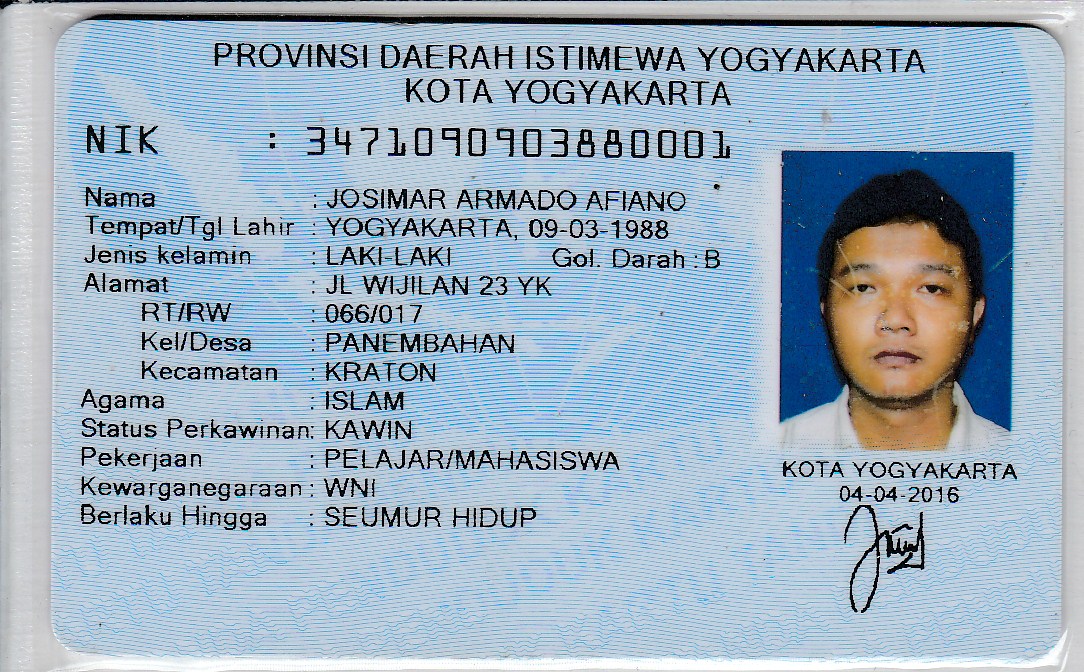 PROVINSI DAERAH ISTIMEWA YOGYAKARTA
KOTA YOGYAKARTA
NIK : 3471090903880001
Nama : JOSIMAR ARMADO AFIANO
Tempat/Tgl Lahir : YOGYAKARTA, 09-03-1988
Jenis kelamin : LAKI-LAKI Gol. Darah : B
Alamat : JL WIJILAN 23 YK
RT/RW : 066/017
Kel/Desa : PANEMBAHAN
Kecamatan : KRATON
Agama : ISLAM
Status Perkawinan: KAWIN
Pekerjaan : PELAJAR/MAHASISWA
Kewarganegaraan : WNI
Berlaku Hingga : SEUMUR HIDUP
KOTA YOGYAKARTA
04-04-2016